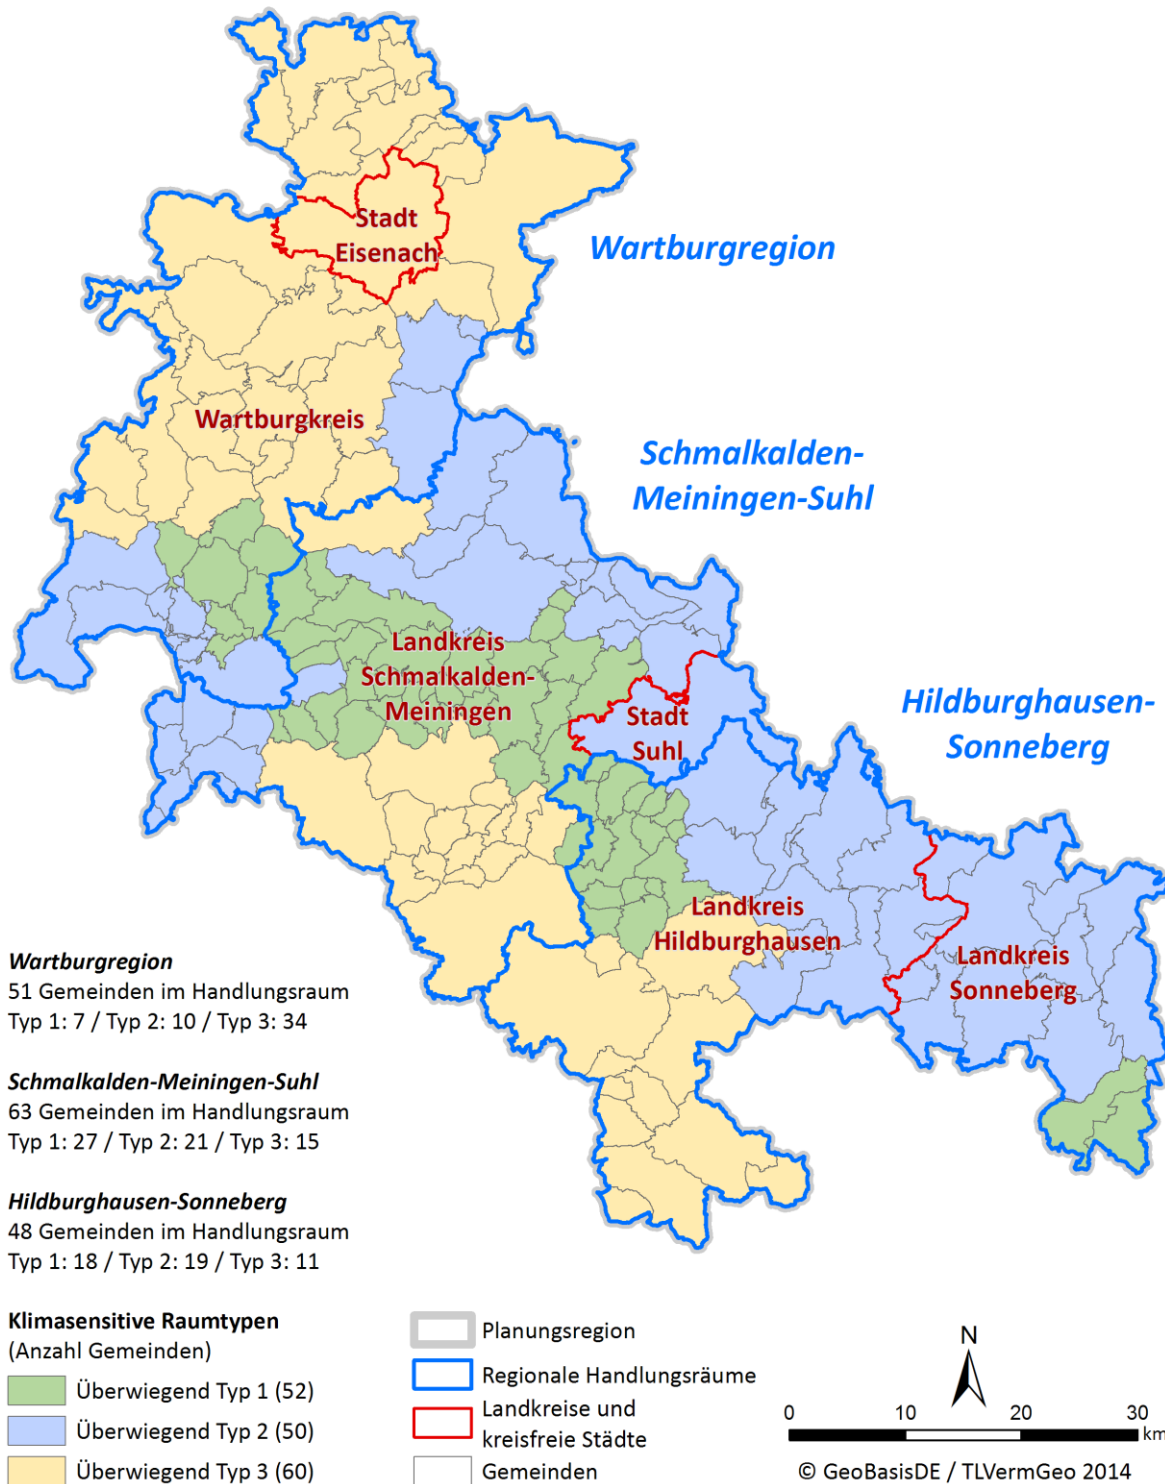 Stadt
Eisenach
Wartburgregion
Wartburgkreis
Schmalkalden-
Meiningen-Suhl
Landkreis
Schmalkalden-
Meiningen
Stadt
Suhl
Hildburghausen-
Sonneberg
Landkreis
Hildburghausen
Landkreis
Sonneberg
Wartburgregion
51 Gemeinden im Handlungsraum
Typ 1: 7 / Typ 2: 10 / Typ 3: 34
Schmalkalden-Meiningen-Suhl
63 Gemeinden im Handlungsraum
Typ 1: 27 / Typ 2: 21 / Typ 3: 15
Hildburghausen-Sonneberg
48 Gemeinden im Handlungsraum
Typ 1: 18 / Typ 2: 19 / Typ 3: 11
Klimasensitive Raumtypen
(Anzahl Gemeinden)
Überwiegend Typ 1 (52)
Überwiegend Typ 2 (50)
Überwiegend Typ 3 (60)
Planungsregion
Regionale Handlungsräume
Landkreise und
kreisfreie Städte
Gemeinden
N
0 10 20 30
km
© GeoBasisDE / TLVermGeo 2014